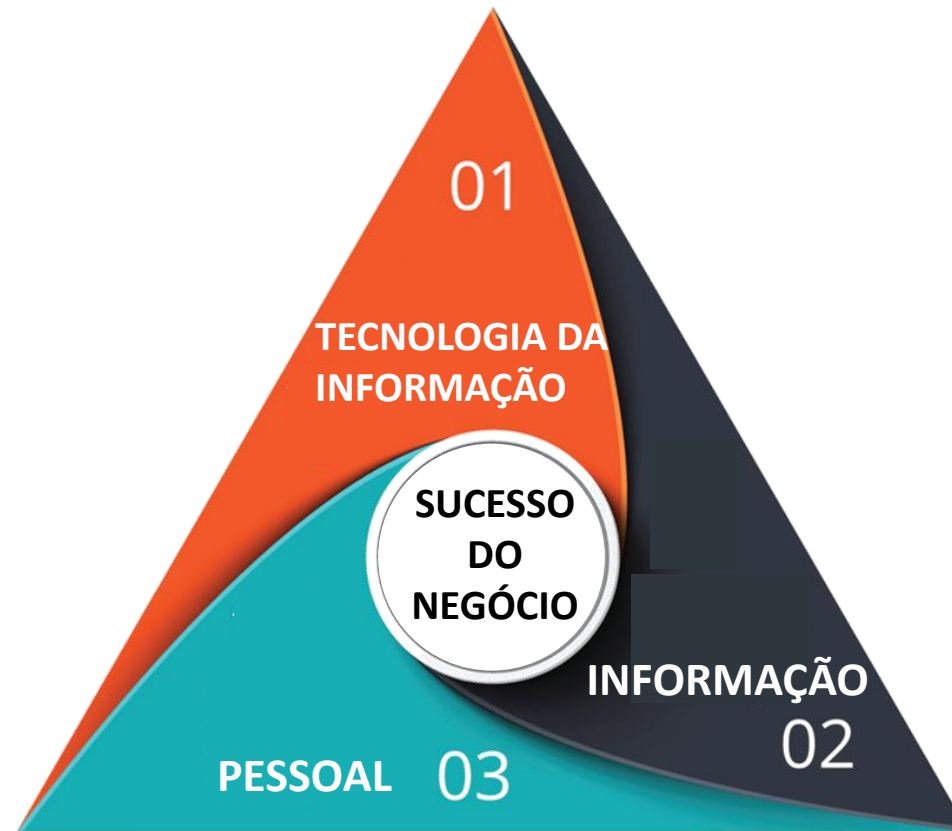 01
TECNOLOGIA DA
INFORMAÇÃO
SUCESSO
DO
NEGÓCIO
INFORMAÇÃO
02
PESSOAL 03